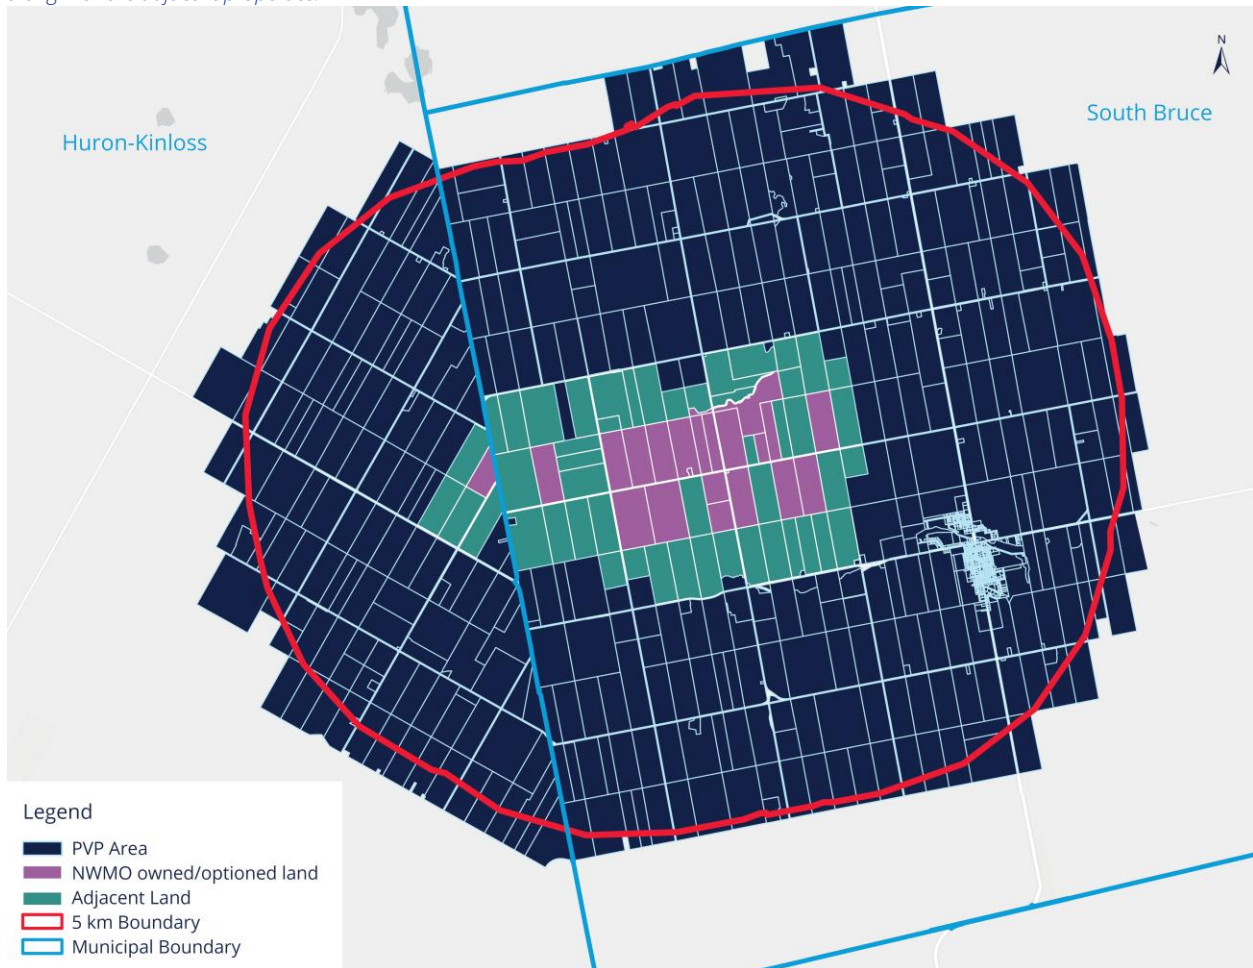 N
South Bruce
Huron-Kinloss
Legend
PVP Area
NWMO owned/optioned land
Adjacent Land
5 km Boundary
Municipal Boundary